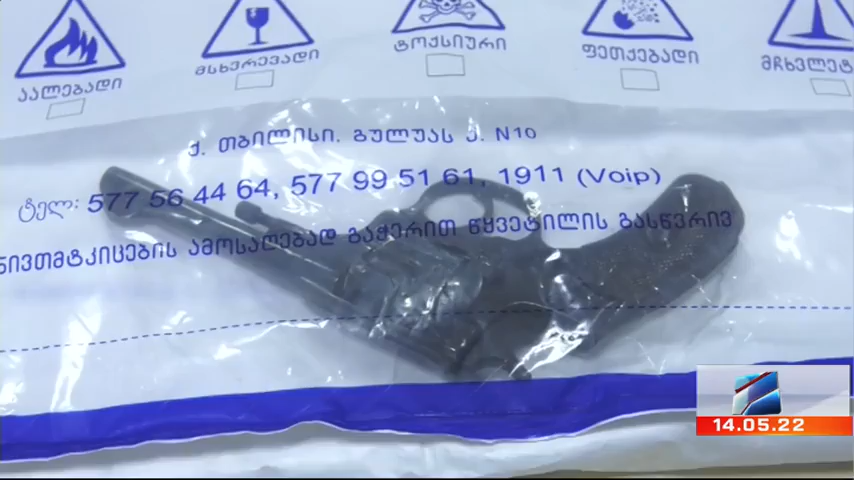 აალებადი
მსხვრევადი
ტოქსიური
ფეთქებადი
მჩხვლეტ
ქ. თბილისი. გულუას ქ. N10
ტელ: 577 56 44 64, 577 99 51 61, 1911 (Voip)
ნივთმტკიცების ამოსაღებად გაჭერით წყვეტილის გასწვრივ
14.05.22